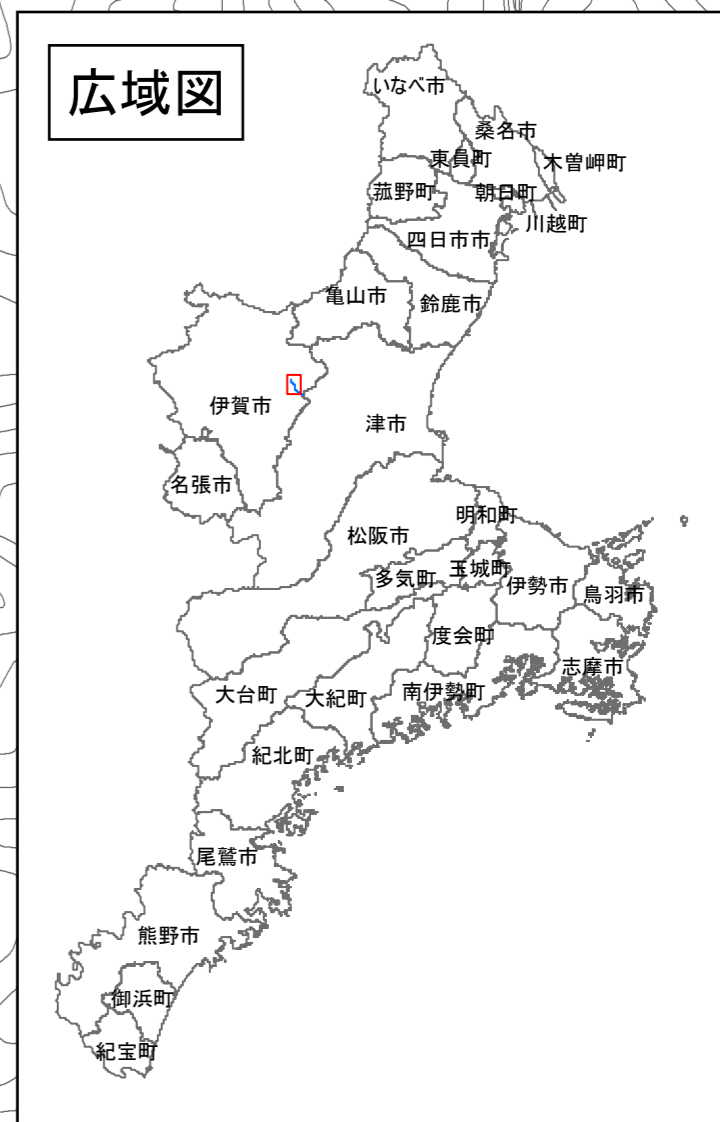 広域図
いなべ市
桑名市
東員町
木曽岬町
菰野町
朝日町
川越町
四日市市
亀山市
鈴鹿市
伊賀市
津市
名張市
明和町
松阪市
玉城町
多気町
伊勢市
鳥羽市
度会町
志摩市
大台町
大紀町
南伊勢町
紀北町
尾鷲市
熊野市
御浜町
紀宝町